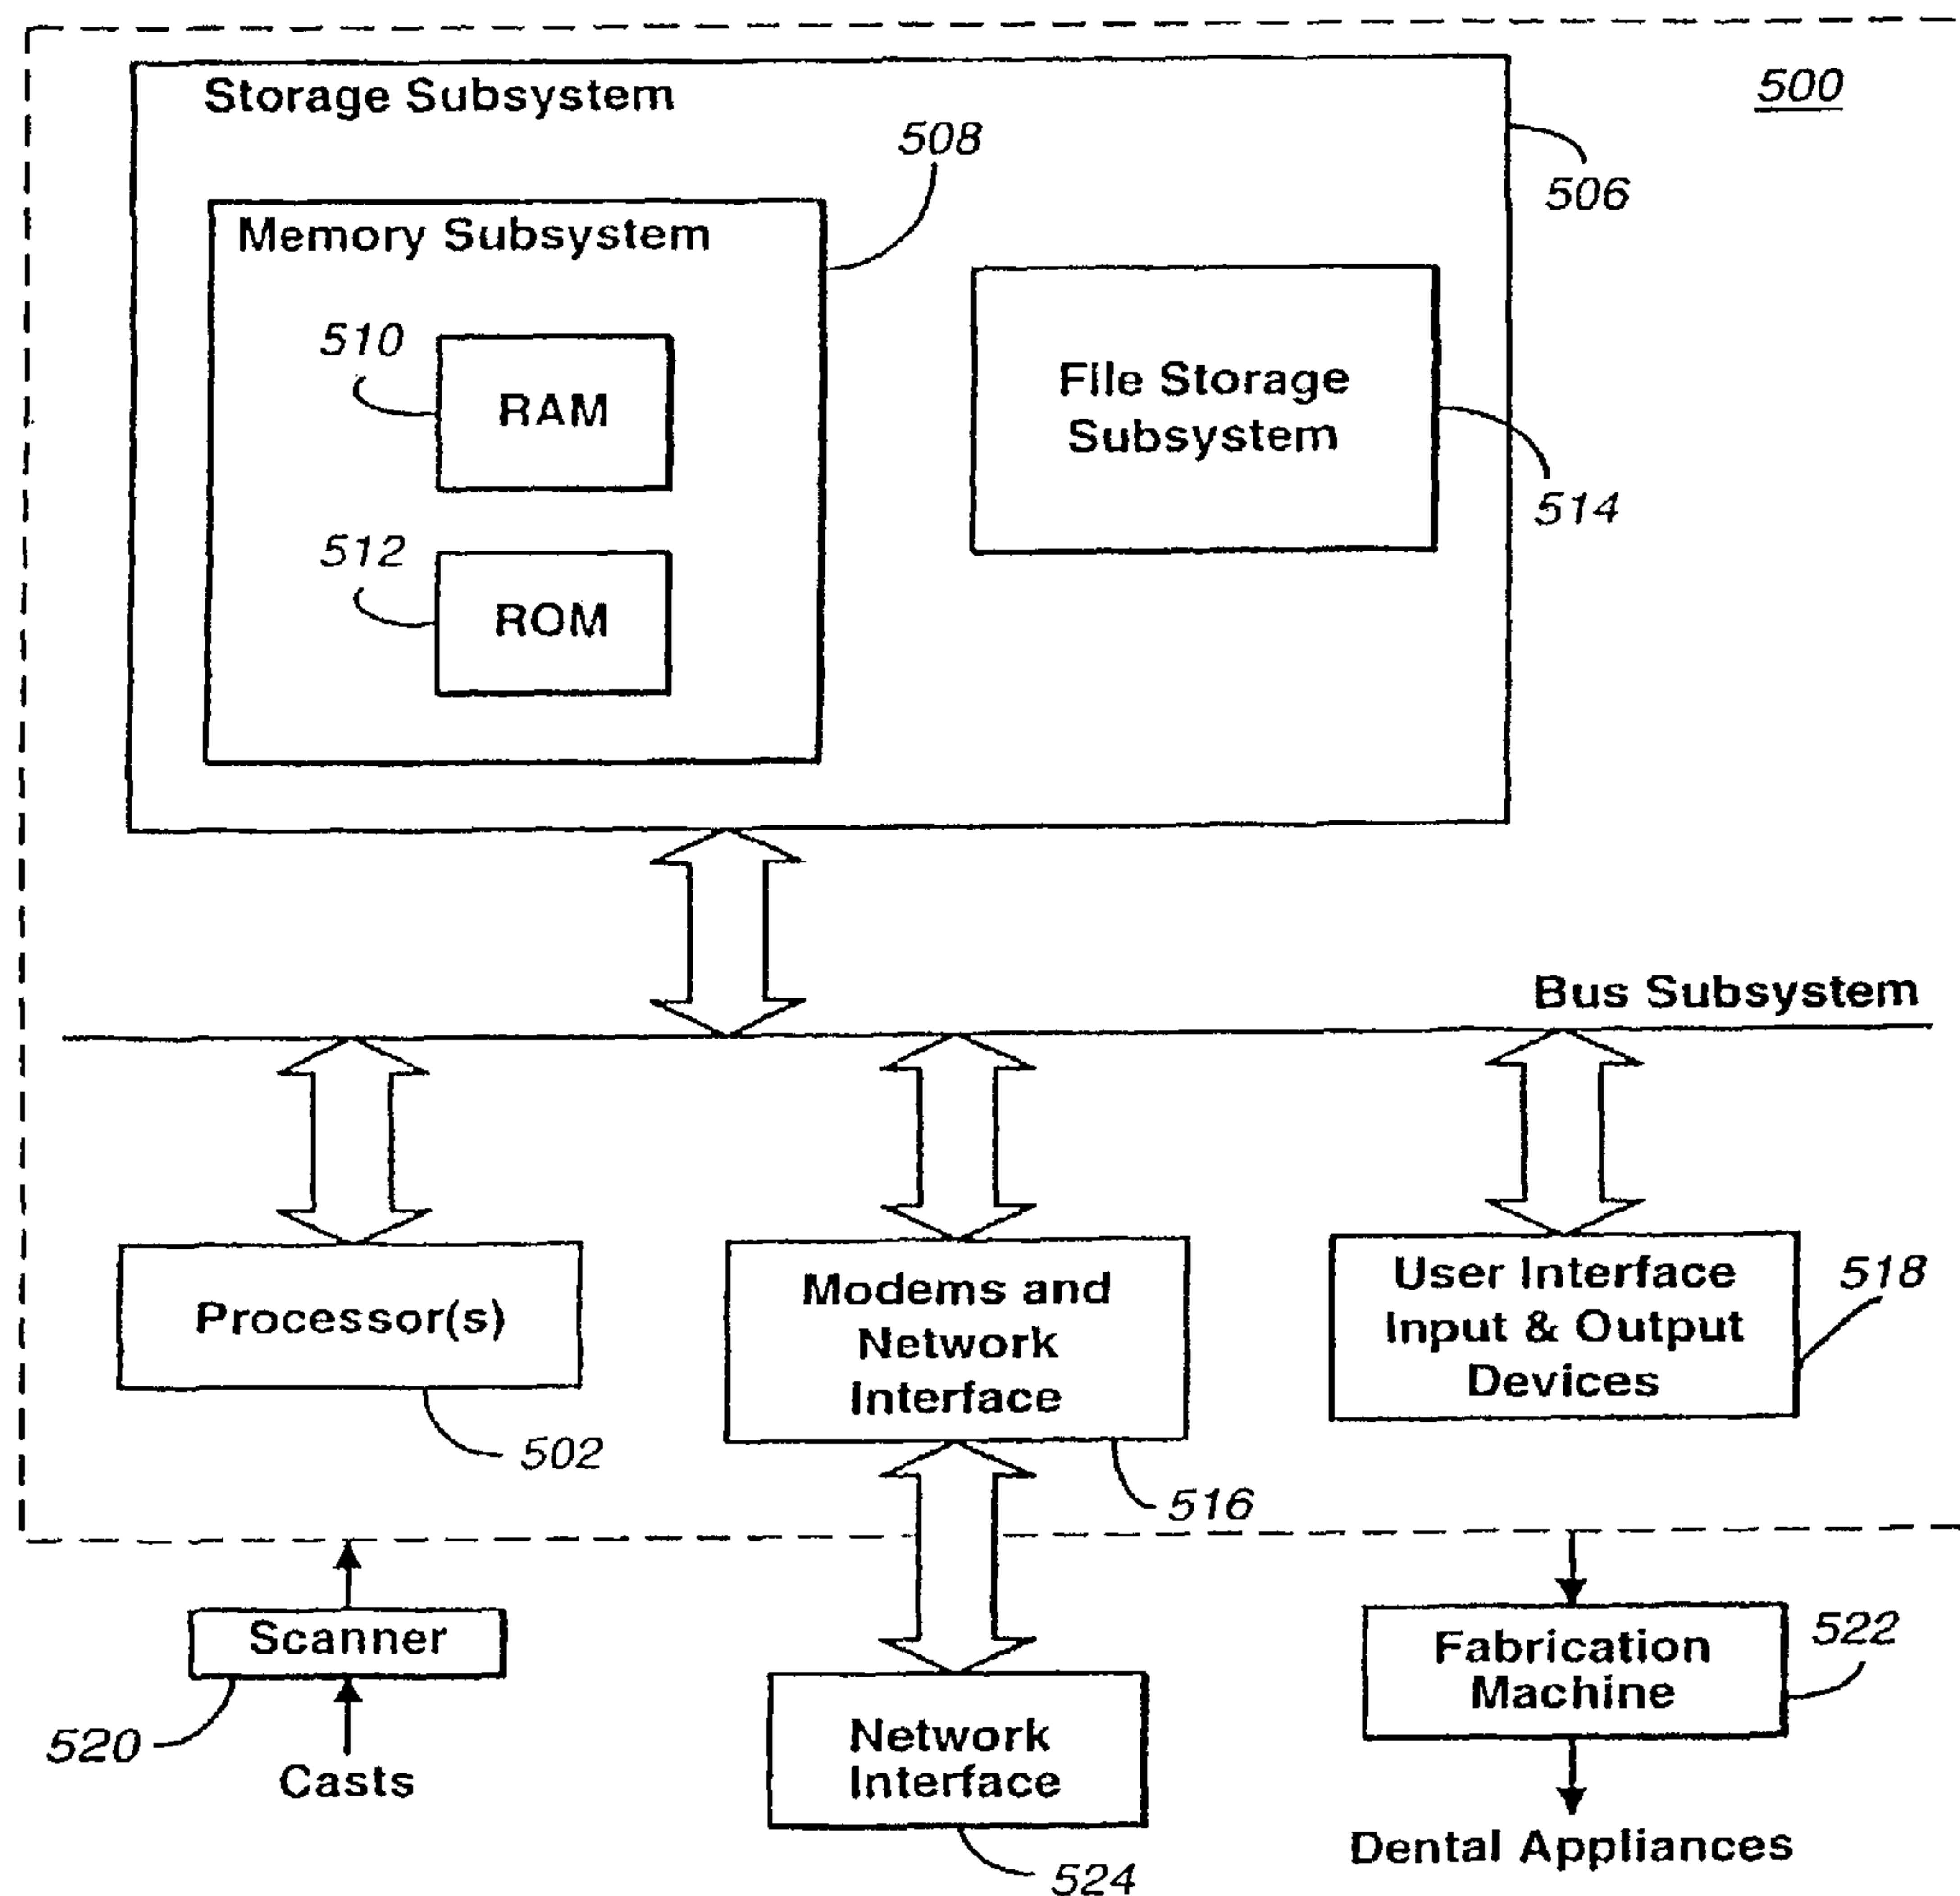 500
Storage Subsystem
508
506
Memory Subsystem
510
RAM
File Storage
Subsystem
514
512
ROM
Bus Subsystem
Processor(s)
502
Modems and
Network
Interface
516
User Interface
Input & Output
Devices
518
Scanner
520
Casts
Network
Interface
524
Fabrication
Machine
522
Dental Appliances